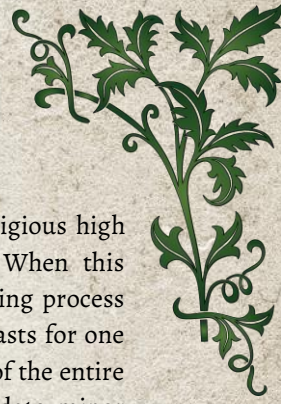 igious high
When this
ing process
asts for one
of the entire